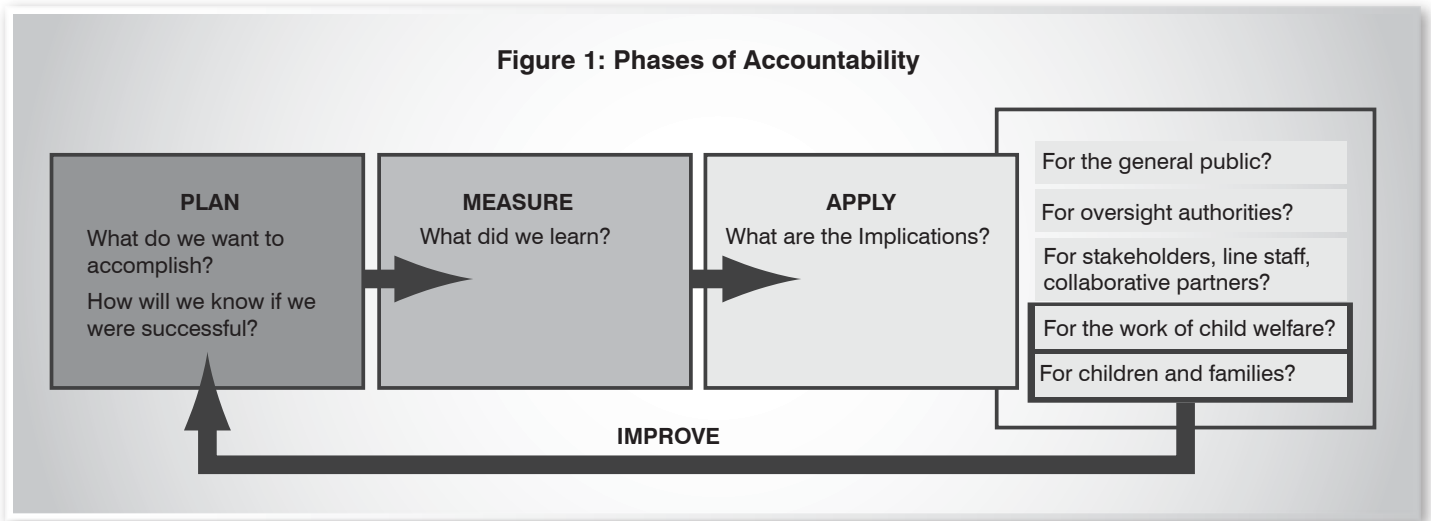 Figure 1: Phases of Accountability
PLAN
What do we want to
accomplish?
How will we know if we
were successful?
MEASURE
What did we learn?
APPLY
What are the Implications?
For the general public?
For oversight authorities?
For stakeholders, line staff,
collaborative partners?
For the work of child welfare?
For children and families?
IMPROVE